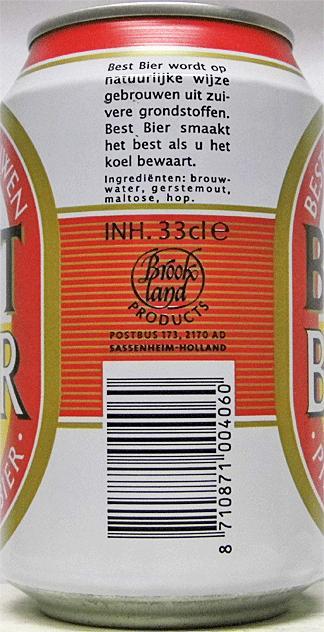 Best Bier wordt op
natuurlijke wijze
gebrouwen uit zui-
vere grondstoffen.
Best Bier smaakt
het best als u het
koel bewaart.
Ingrediënten: brouw-
water, gerstemout,
maltose, hop.
INH. 33cl e
Brook
land
PRODUCTS
POSTBUS 173, 2170 AD
SASSENHEIM-HOLLAND
8 710871 004060